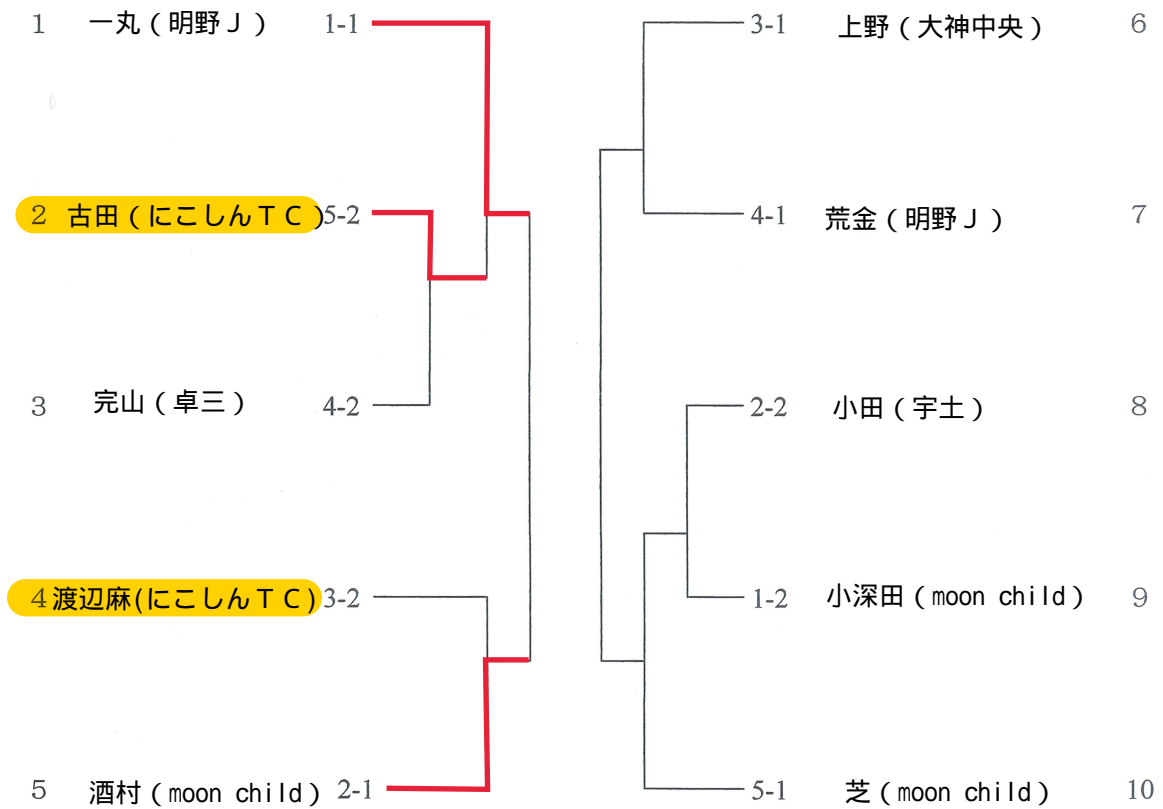 1 一丸（明野Ｊ） 1-1
2 古田（にこしんＴＣ） 5-2
3 完山（卓三） 4-2
4 渡辺麻(にこしんＴＣ) 3-2
5 酒村（moon child） 2-1
3-1 上野（大神中央） 6
4-1 荒金（明野Ｊ） 7
2-2 小田（宇土） 8
1-2 小深田（moon child） 9
5-1 芝（moon child） 10